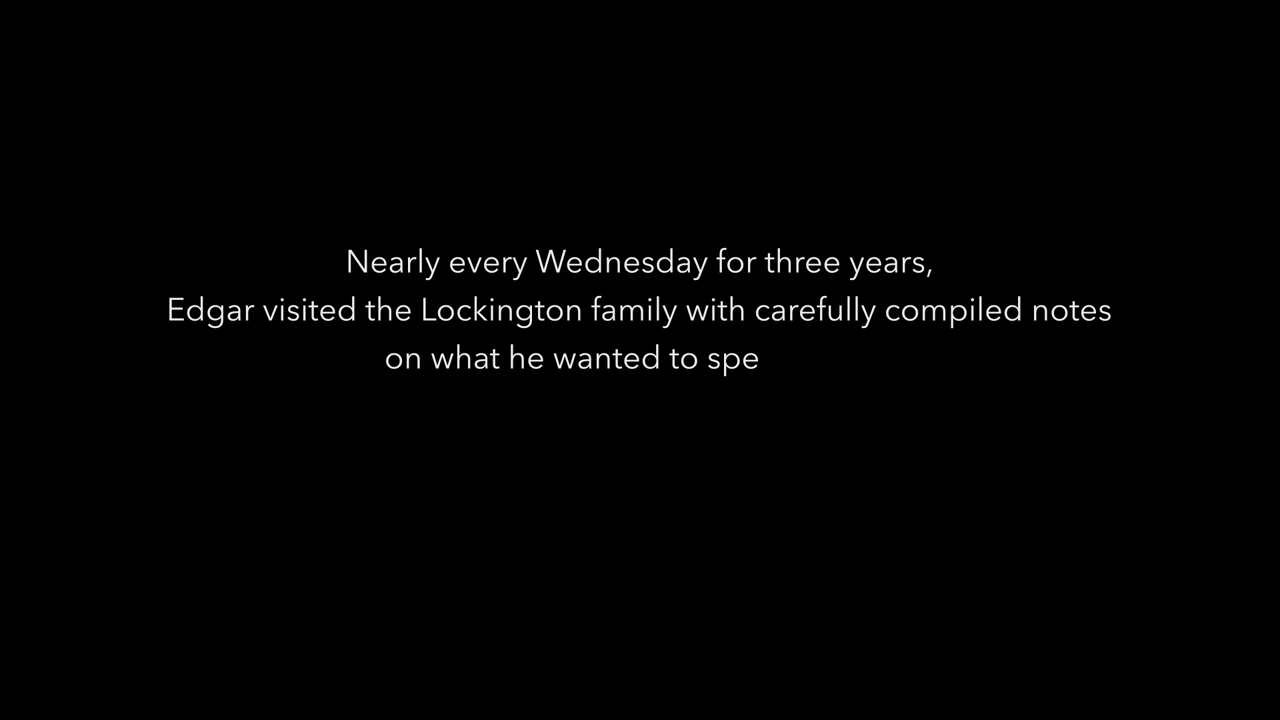 Nearly every Wednesday for three years,
Edgar visited the Lockington family with carefully compiled notes
on what he wanted to spe